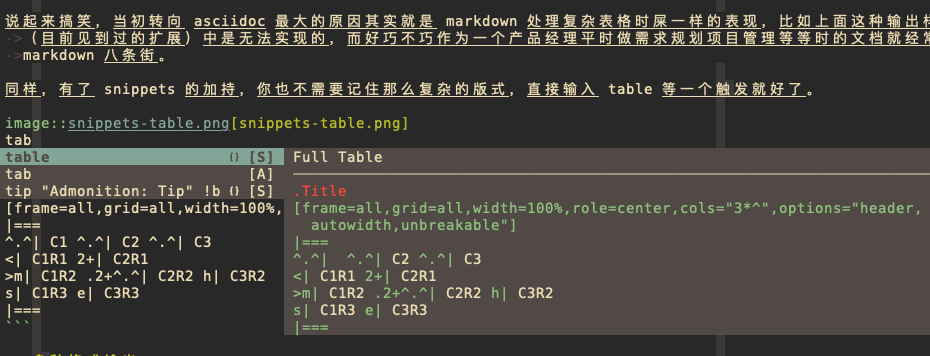 说起来搞笑，当初转向 asciidoc 最大的原因其实就是 markdown 处理复杂表格时屎一样的表现，比如上面这种输出
->（目前见到过的扩展）中是无法实现的，而好巧不巧作为一个产品经理平时做需求规划项目管理等等时的文档就经常
->markdown 八条街。
同样，有了 snippets 的加持，你也不需要记住那么复杂的版式，直接输入 table 等一个触发就好了。
image::snippets-table.png[snippets-table.png]
tab
table {} [S]
tab [A]
tip "Admonition: Tip" !b {} [S]
[frame=all,grid=all,width=100%,
|===
^.^| C1 ^.^| C2 ^.^| C3
<| C1R1 2+| C2R1
>m| C1R2 .2+^.^| C2R2 h| C3R2
s| C1R3 e| C3R3
|===
```
Full Table
.Title
[frame=all,grid=all,width=100%,role=center,cols="3*^",options="header,
autowidth,unbreakable"]
|===
^.^|  ^.^| C2 ^.^| C3
<| C1R1 2+| C2R1
>m| C1R2 .2+^.^| C2R2 h| C3R2
s| C1R3 e| C3R3
|===